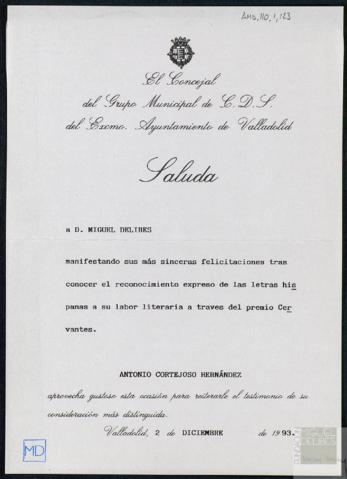 AMD, 110, 1, 123
El Concejal
del Grupo Municipal de C. D. S.
del Excmo. Ayuntamiento de Valladolid
Saluda
a D. MIGUEL DELIBES
manifestando sus más sinceras felicitaciones tras
conocer el reconocimiento expreso de las letras his
panas a su labor literaria a traves del premio Cer
vantes.
ANTONIO CORTEJOSO HERNÁNDEZ
aprovecha gustoso esta ocasión para reiterarle el testimonio de su
consideración más distinguida.
Valladolid, 2 de DICIEMBRE de 1993.
MD
FUNDACIÓN
MIGUEL
DELIBES